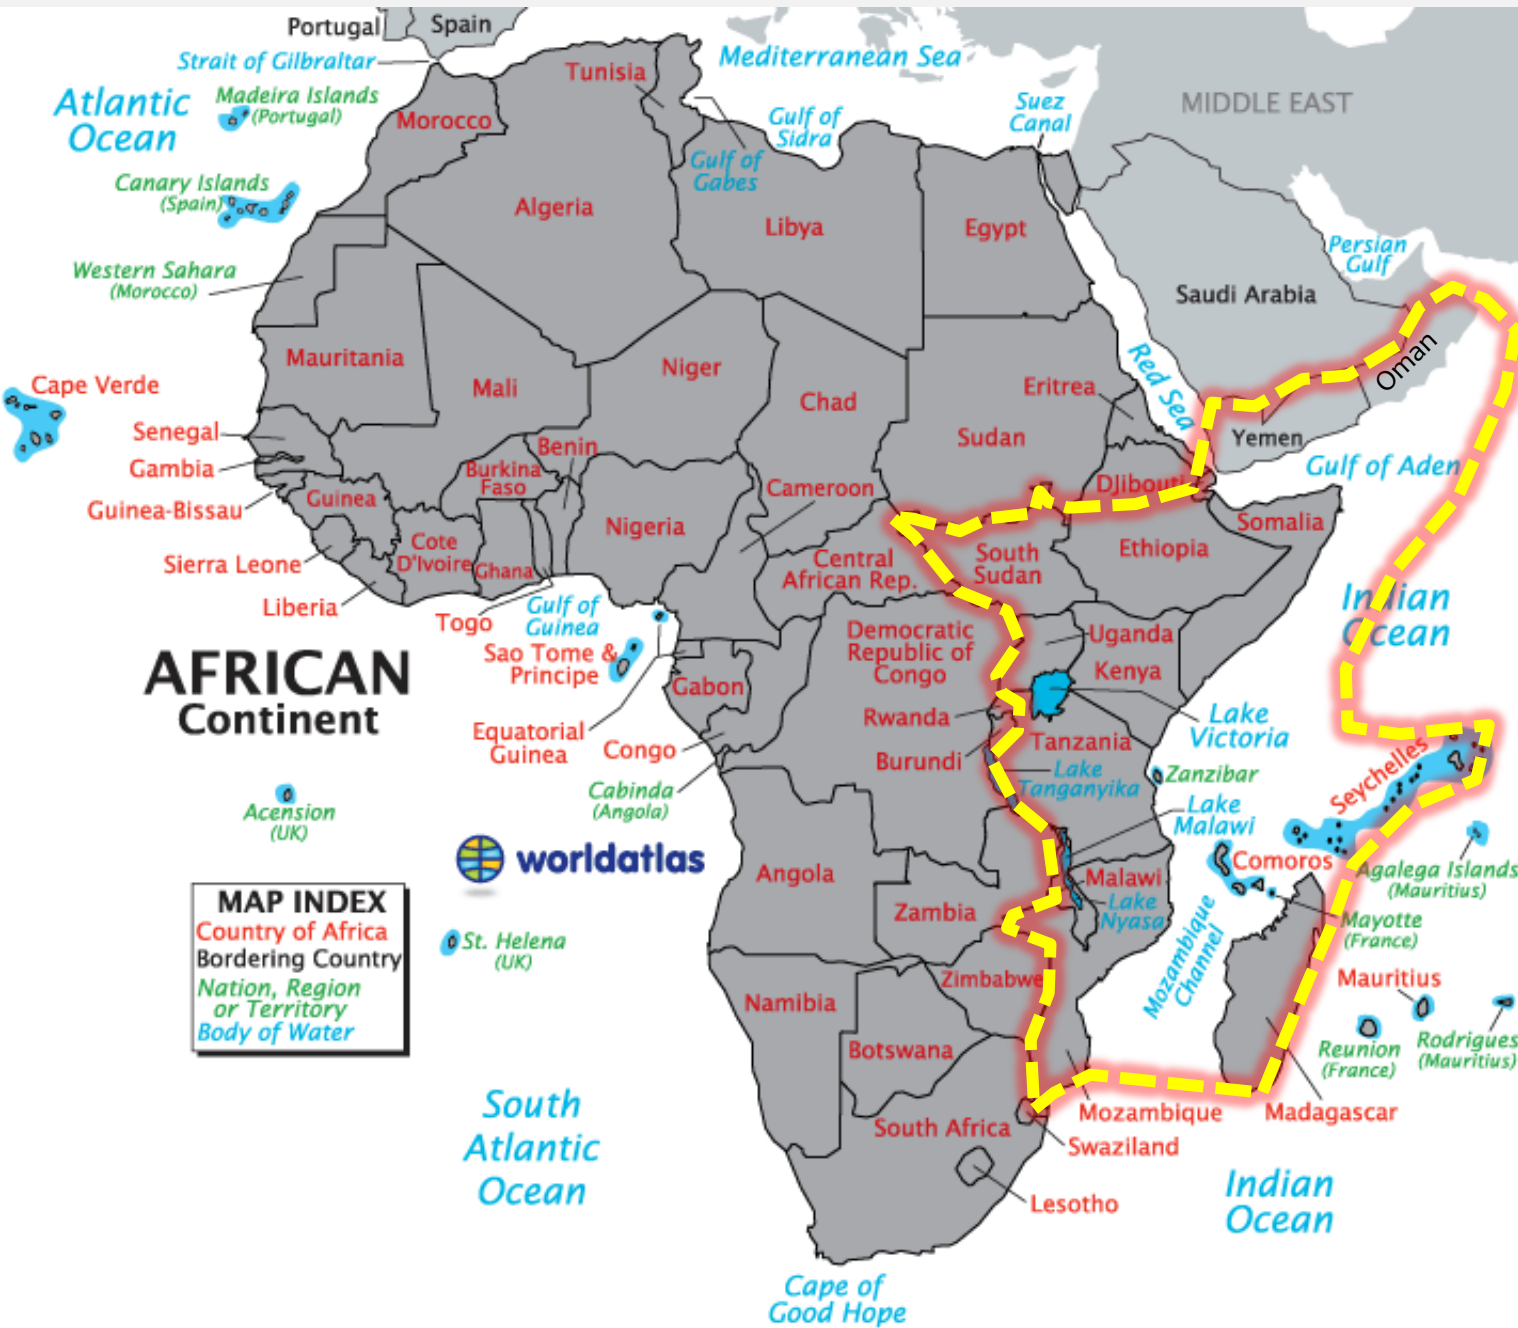 Portugal
Spain
Strait of Gilbraltar
Mediterranean Sea
Atlantic
Ocean
Madeira Islands
(Portugal)
Tunisia
Morocco
Gulf of
Sidra
Suez
Canal
MIDDLE EAST
Gulf of
Gabes
Canary Islands
(Spain)
Algeria
Libya
Egypt
Persian
Gulf
Western Sahara
(Morocco)
Saudi Arabia
Mauritania
Mali
Niger
Chad
Red Sea
Oman
Cape Verde
Eritrea
Senegal
Gambia
Guinea-Bissau
Guinea
Burkina
Faso
Benin
Sudan
Yemen
Gulf of Aden
Cameroon
DJibouti
Nigeria
Cote
D'Ivoire
Ghana
Central
African Rep.
South
Sudan
Ethiopia
Somalia
Sierra Leone
Liberia
Togo
Gulf of
Guinea
Indian
Ocean
Democratic
Republic of
Congo
Uganda
Kenya
Sao Tome &
Principe
Gabon
AFRICAN
Continent
Equatorial
Guinea
Congo
Rwanda
Burundi
Tanzania
Lake
Victoria
Lake
Tanganyika
Zanzibar
Seychelles
Cabinda
(Angola)
Acension
(UK)
Lake
Malawi
worldatlas
Angola
Malawi
Comoros
Agalega Islands
(Mauritius)
Zambia
Lake
Nyasa
Mayotte
(France)
MAP INDEX
Country of Africa
Bordering Country
Nation, Region
or Territory
Body of Water
St. Helena
(UK)
Mozambique
Channel
Zimbabwe
Mauritius
Namibia
Botswana
Reunion
(France)
Rodrigues
(Mauritius)
South
Atlantic
Ocean
South Africa
Mozambique
Madagascar
Swaziland
Lesotho
Indian
Ocean
Cape of
Good Hope